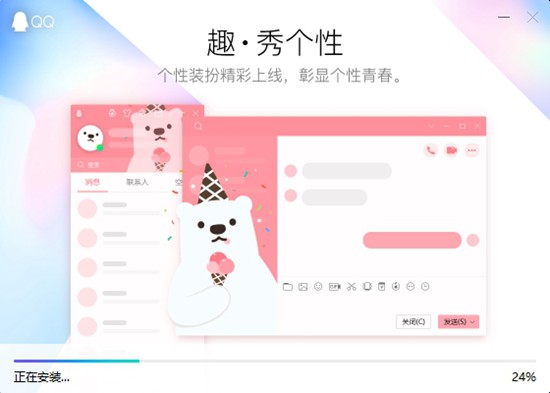 QQ
趣·秀个性
个性装扮精彩上线，彰显个性青春。
搜索
消息 联系人 空
关闭(C) 发送(S)
正在安装... 24%